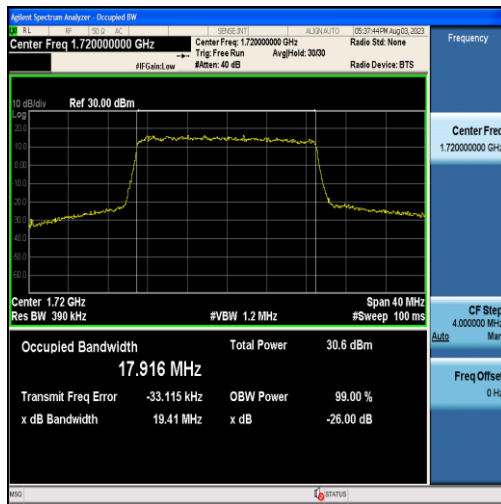 Agilent Spectrum Analyzer - Occupied BW
RL RF 50 Ω AC SENSE:INT ALIGN AUTO 05:37:44 PM Aug 03, 2023
Center Freq 1.720000000 GHz
Center Freq: 1.720000000 GHz
Radio Std: None
Trig: Free Run Avg|Hold: 30/30
#IFGain:Low #Atten: 40 dB Radio Device: BTS
Frequency
10 dB/div Ref 30.00 dBm
Log
20.0
10.0
0.00
-10.0
-20.0
-30.0
-40.0
-50.0
-60.0
Center Freq
1.720000000 GHz
Center 1.72 GHz Span 40 MHz
Res BW 390 kHz #VBW 1.2 MHz #Sweep 100 ms
CF Step
4.000000 MHz
Auto Man
Occupied Bandwidth Total Power 30.6 dBm
17.916 MHz
Transmit Freq Error -33.115 kHz OBW Power 99.00 %
x dB Bandwidth 19.41 MHz x dB -26.00 dB
Freq Offset
0 Hz
MSG STATUS